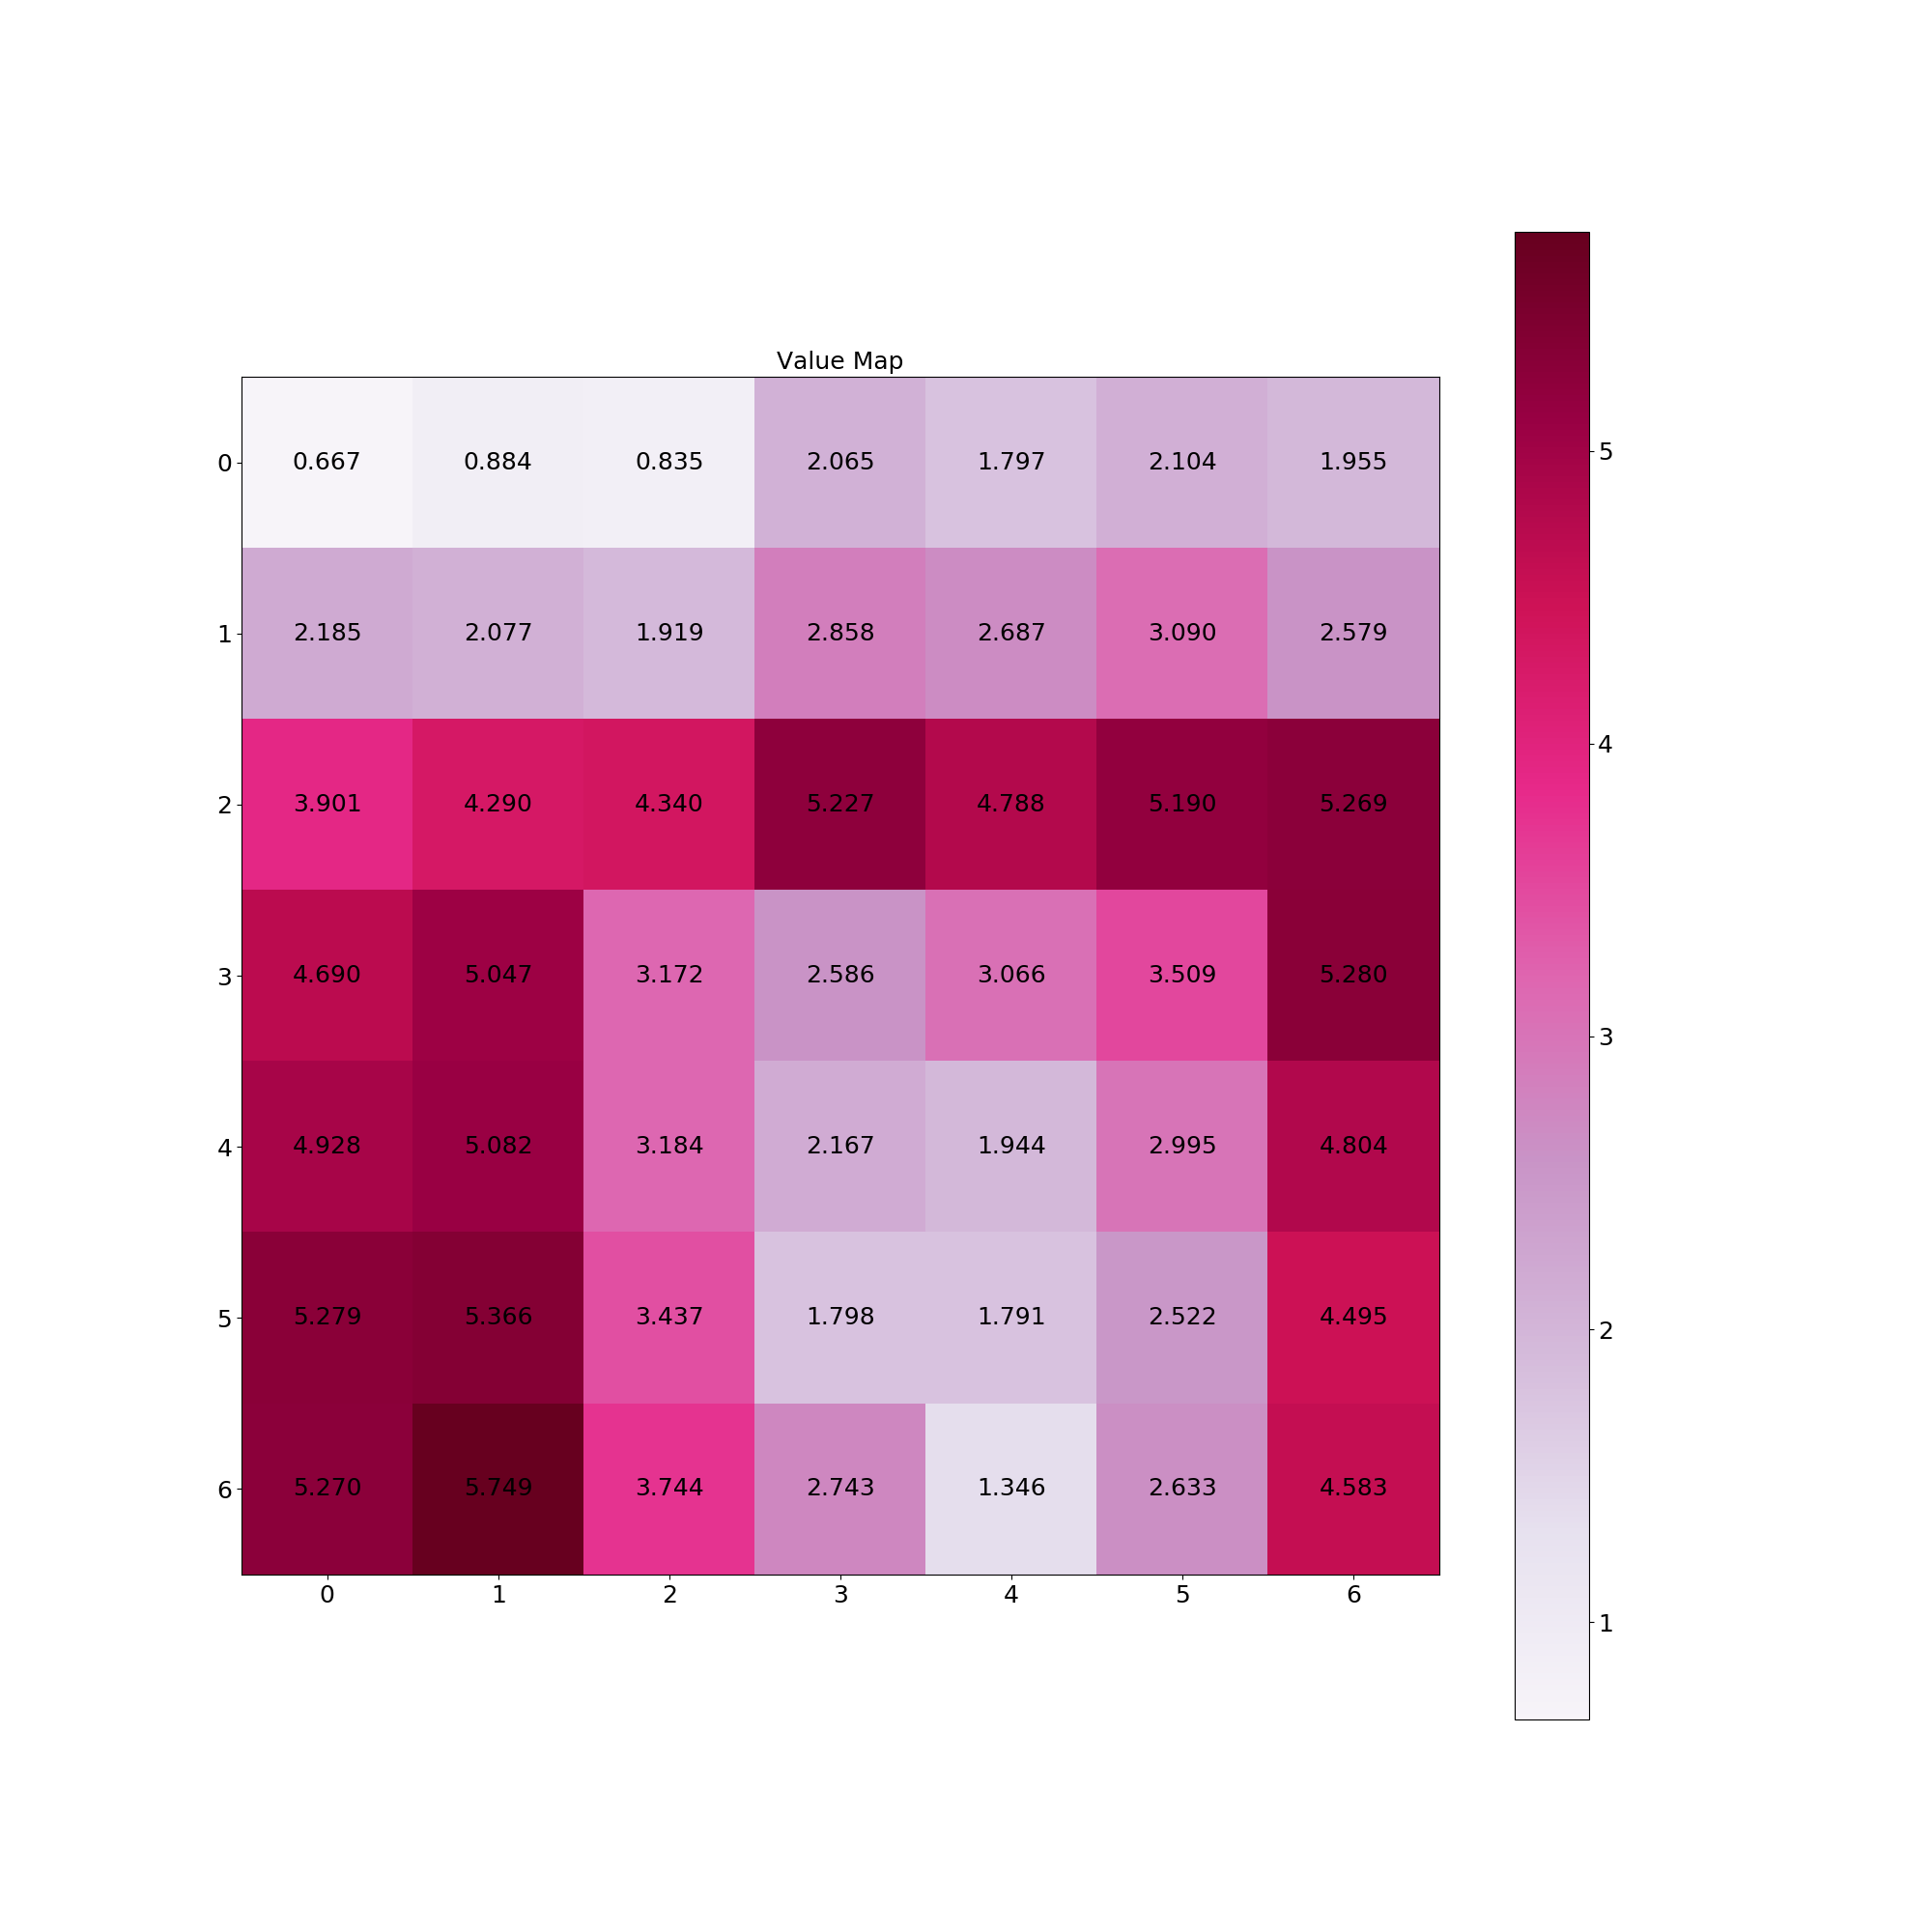 Value Map
0 0.667 0.884 0.835 2.065 1.797 2.104 1.955
1 2.185 2.077 1.919 2.858 2.687 3.090 2.579
2 3.901 4.290 4.340 5.227 4.788 5.190 5.269
3 4.690 5.047 3.172 2.586 3.066 3.509 5.280
4 4.928 5.082 3.184 2.167 1.944 2.995 4.804
5 5.279 5.366 3.437 1.798 1.791 2.522 4.495
6 5.270 5.749 3.744 2.743 1.346 2.633 4.583
0 1 2 3 4 5 6
5
4
3
2
1